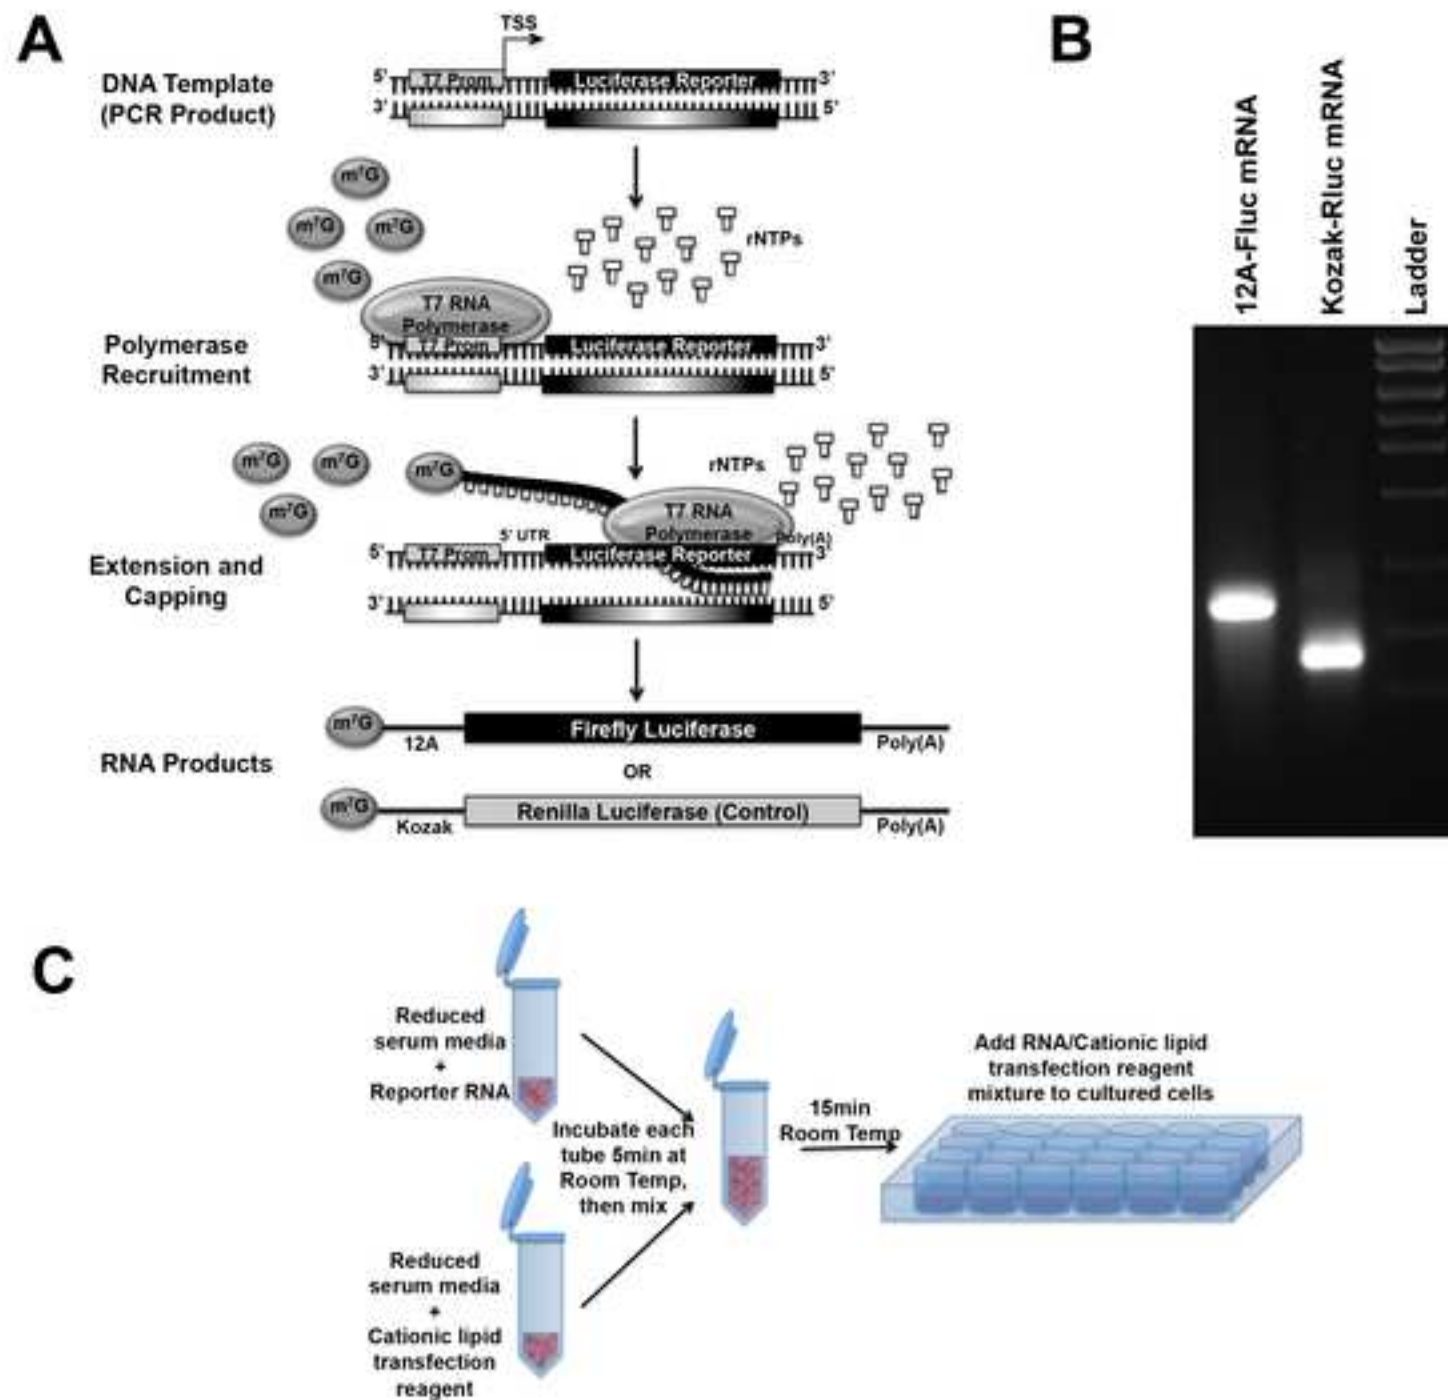 A
TSS
DNA Template
(PCR Product)
5'
T7 Prom
Luciferase Reporter
3'
3'
5'
m⁷G
m⁷G
m⁷G
m⁷G
rNTPs
T7 RNA
Polymerase
Polymerase
Recruitment
5'
T7 Prom
Luciferase Reporter
3'
3'
5'
m⁷G
m⁷G
m⁷G
m⁷G
rNTPs
T7 RNA
Polymerase
5' UTR
Poly(A)
Extension and
Capping
5'
T7 Prom
Luciferase Reporter
3'
3'
5'
RNA Products
m⁷G
12A
Firefly Luciferase
Poly(A)
OR
m⁷G
Kozak
Renilla Luciferase (Control)
Poly(A)
B
12A-Fluc mRNA
Kozak-Rluc mRNA
Ladder
C
Reduced
serum media
+
Reporter RNA
Incubate each
tube 5min at
Room Temp,
then mix
Reduced
serum media
+
Cationic lipid
transfection
reagent
15min
Room Temp
Add RNA/Cationic lipid
transfection reagent
mixture to cultured cells